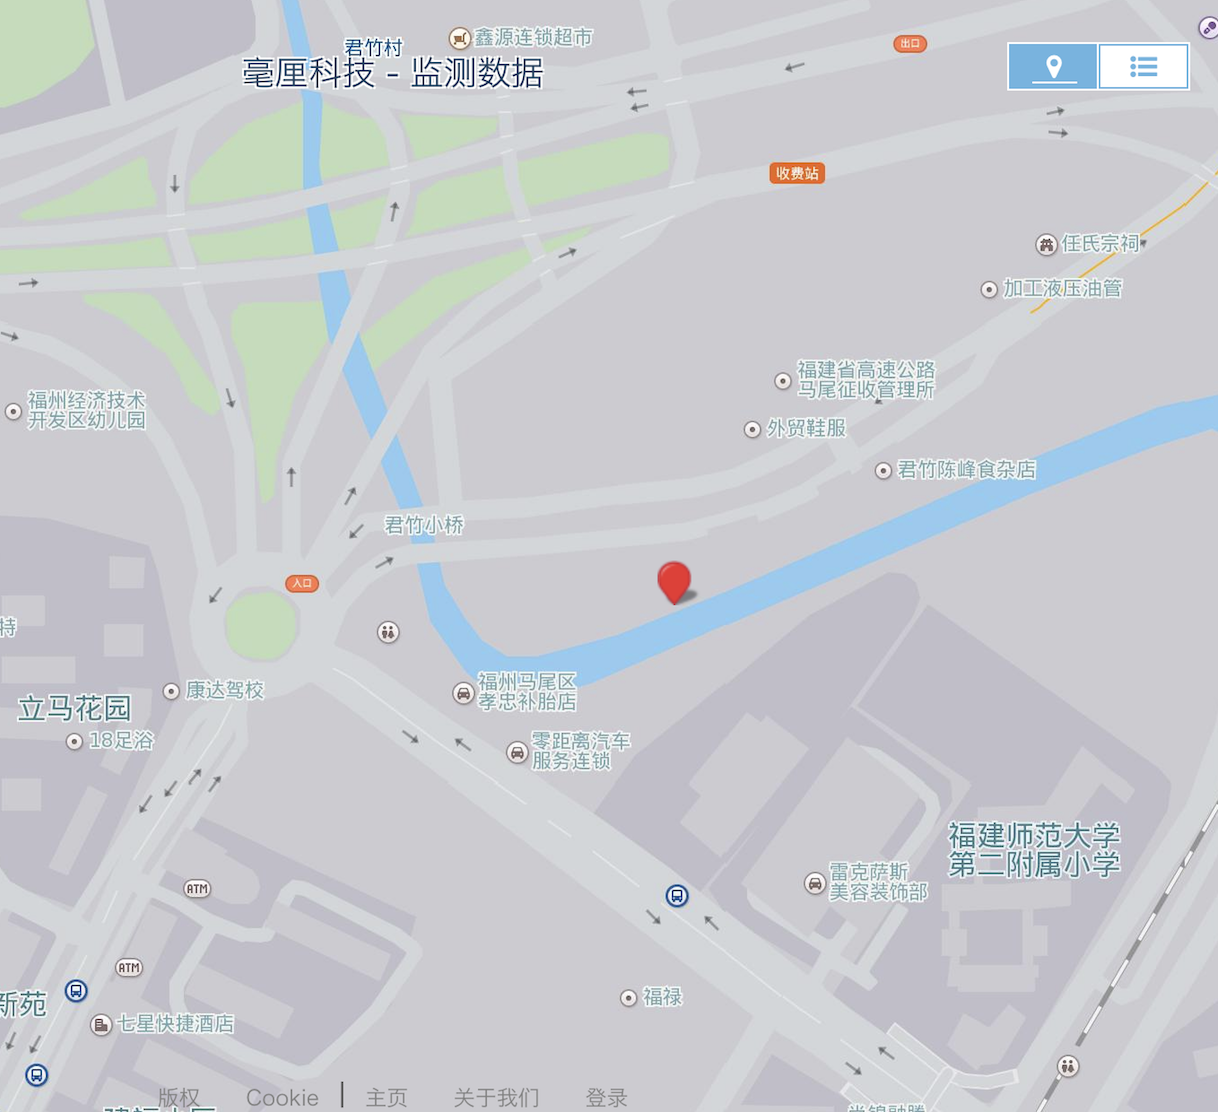 君竹村
鑫源连锁超市
出口
毫厘科技 - 监测数据
收费站
任氏宗祠
加工液压油管
福建省高速公路
马尾征收管理所
福州经济技术
开发区幼儿园
外贸鞋服
君竹陈峰食杂店
君竹小桥
入口
特
福州马尾区
孝忠补胎店
康达驾校
立马花园
18足浴
零距离汽车
服务连锁
福建师范大学
第二附属小学
雷克萨斯
美容装饰部
ATM
ATM
福禄
新苑
七星快捷酒店
版权
Cookie
主页
关于我们
登录